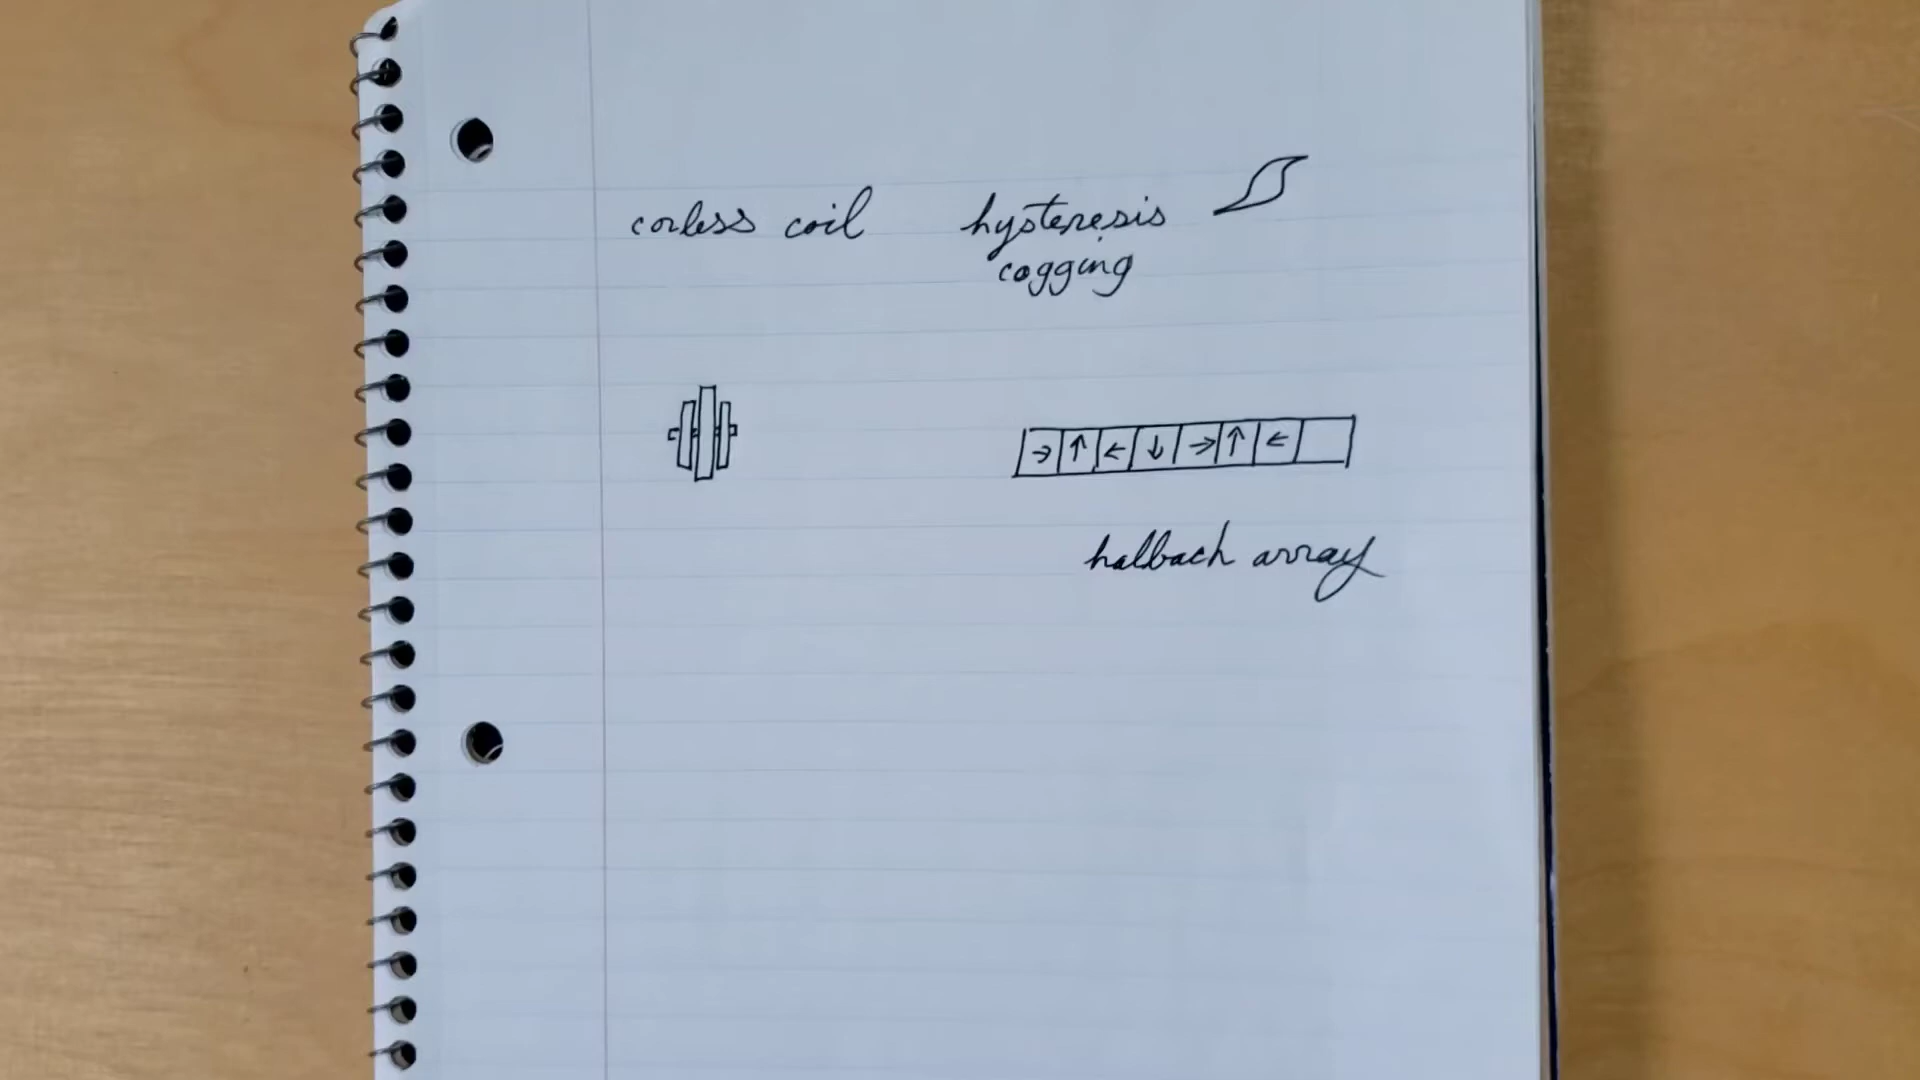 corless coil hysteresis
cogging
→ ↑ ← ↓ → ↑ ←
halbach array